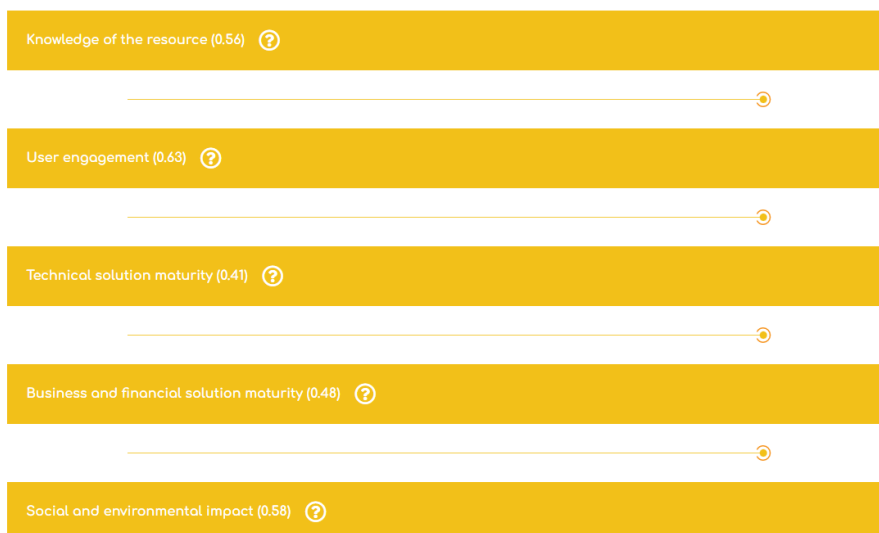 Knowledge of the resource (0.56) ?
User engagement (0.63) ?
Technical solution maturity (0.41) ?
Business and financial solution maturity (0.48) ?
Social and environmental impact (0.58) ?